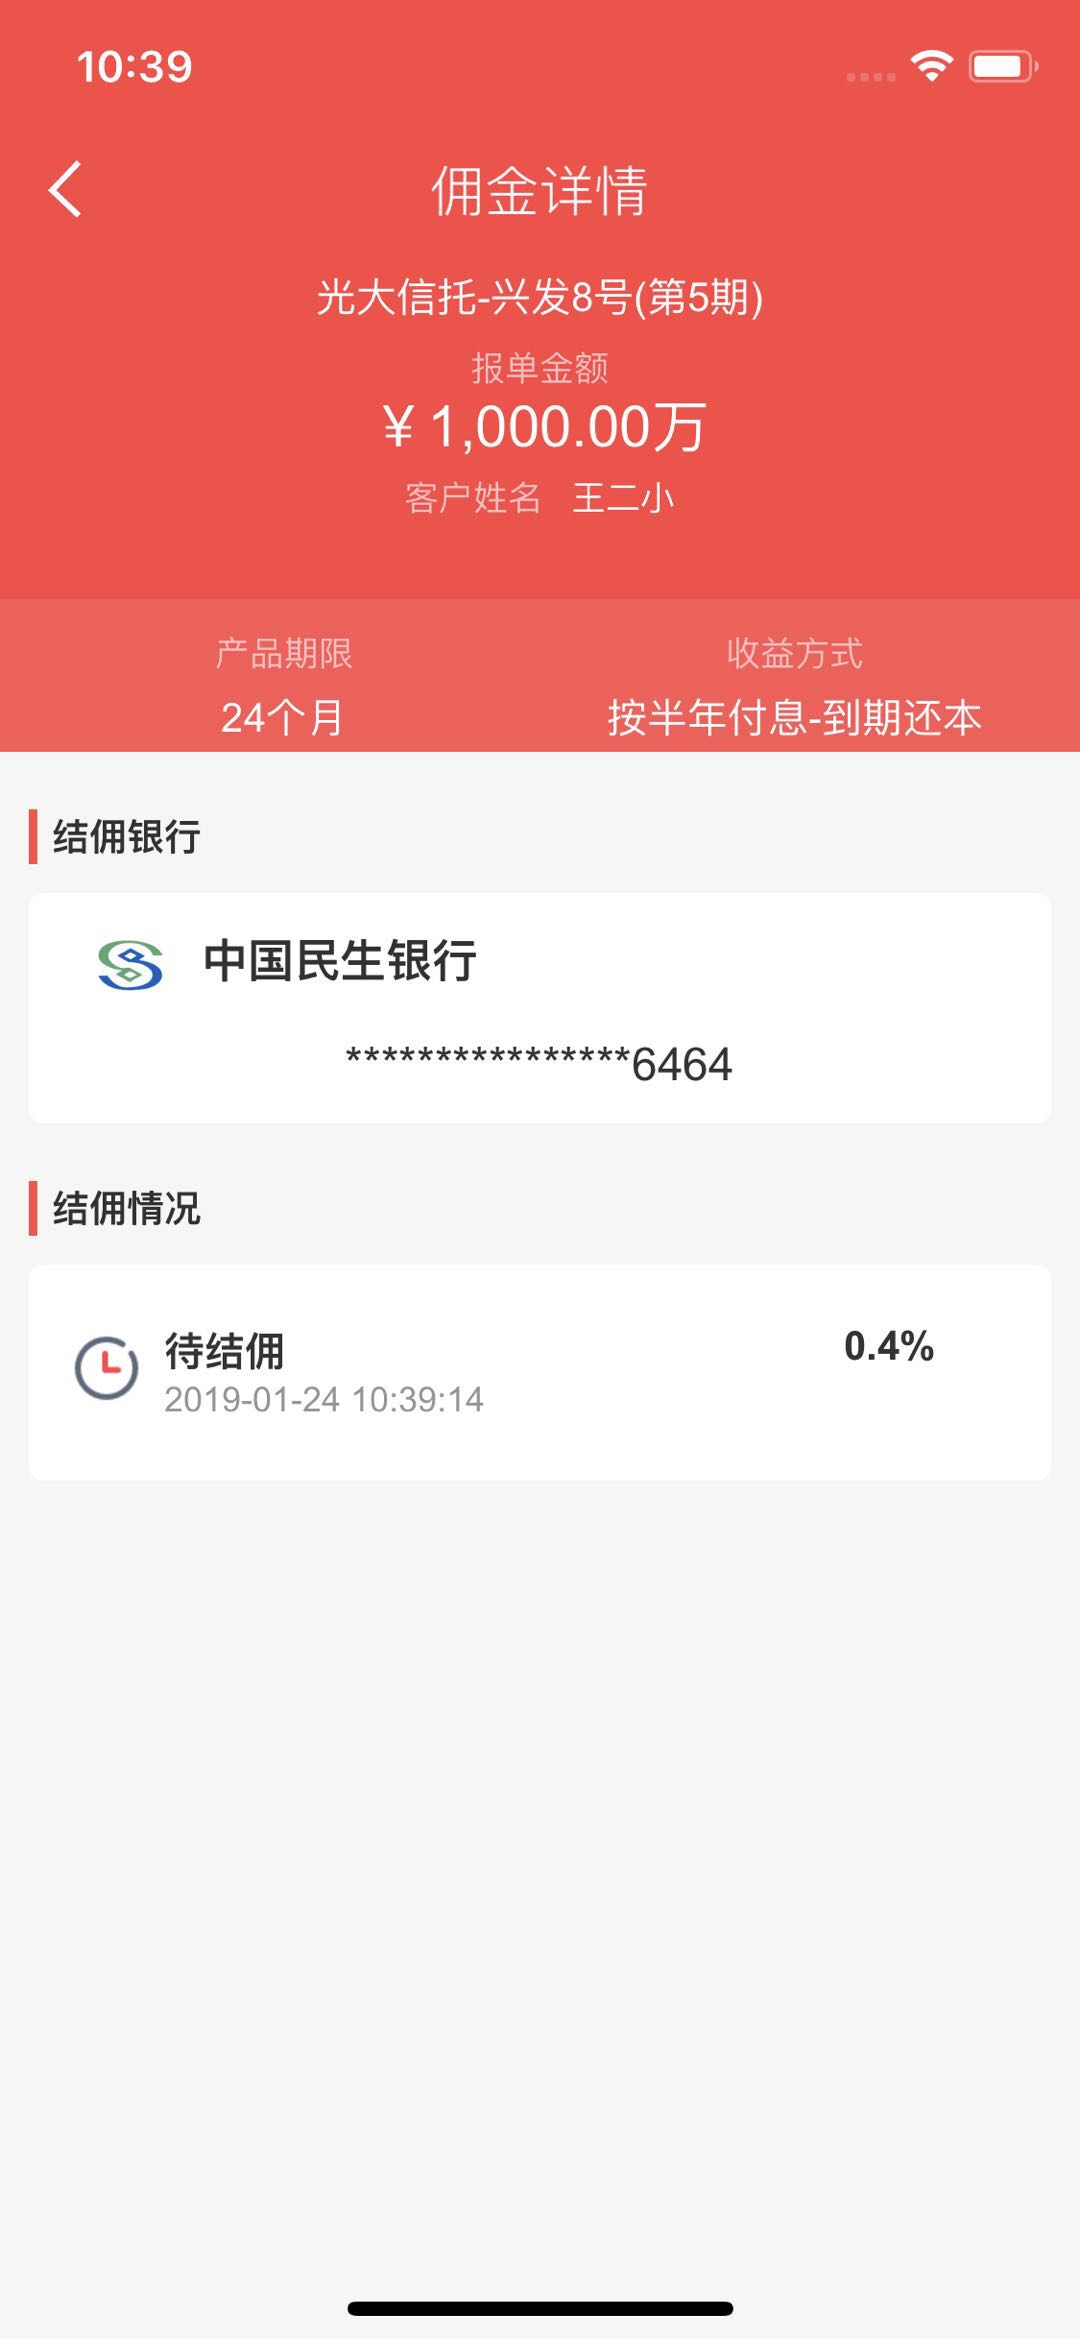 10:39
佣金详情
光大信托-兴发8号(第5期)
报单金额
¥ 1,000.00万
客户姓名 王二小
产品期限 收益方式
24个月 按半年付息-到期还本
结佣银行
中国民生银行
****************6464
结佣情况
待结佣 0.4%
2019-01-24 10:39:14